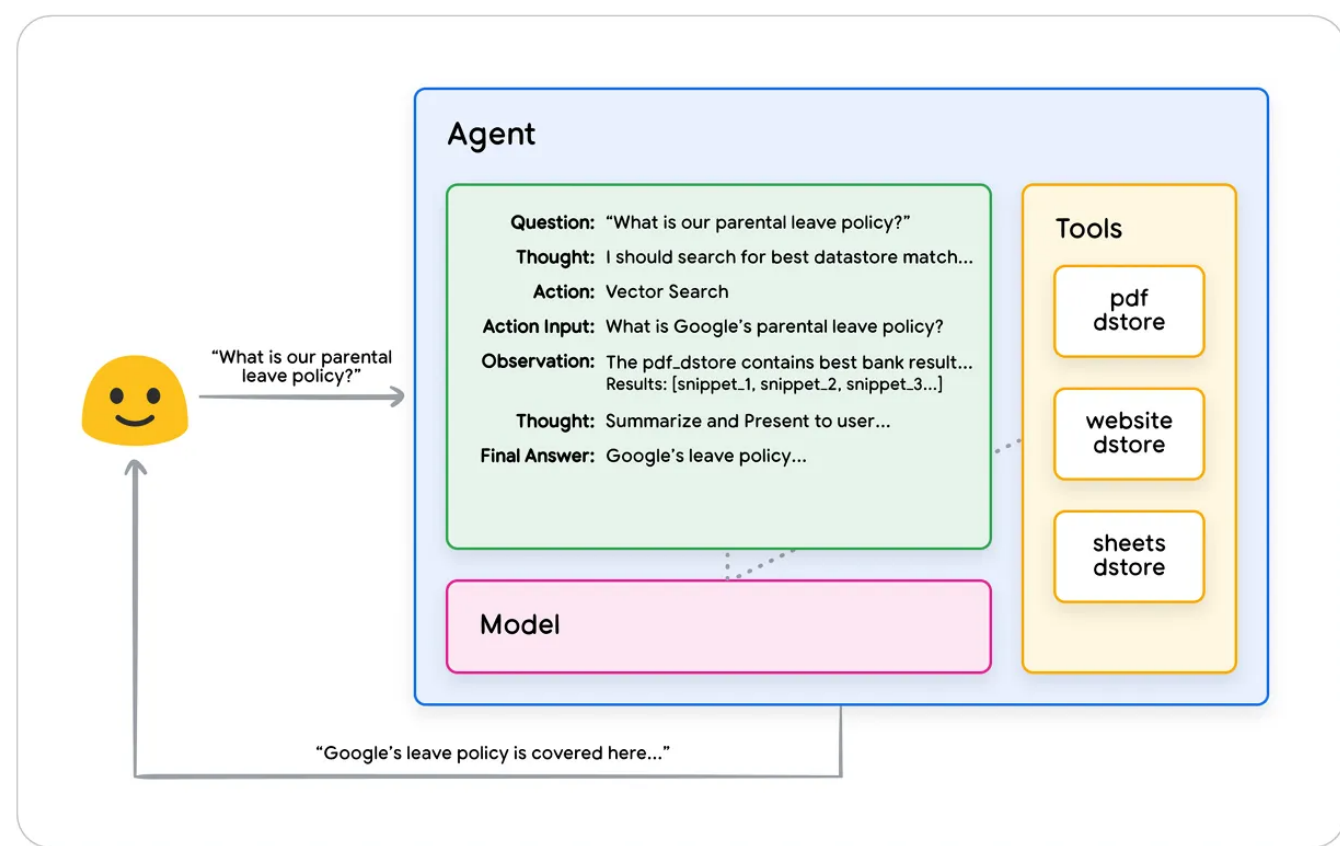 Agent
Question: “What is our parental leave policy?”
Thought: I should search for best datastore match...
Action: Vector Search
Action Input: What is Google’s parental leave policy?
Observation: The pdf_dstore contains best bank result...
Results: [snippet_1, snippet_2, snippet_3...]
Thought: Summarize and Present to user...
Final Answer: Google’s leave policy...
Tools
pdf
dstore
website
dstore
sheets
dstore
“What is our parental
leave policy?”
Model
“Google’s leave policy is covered here...”